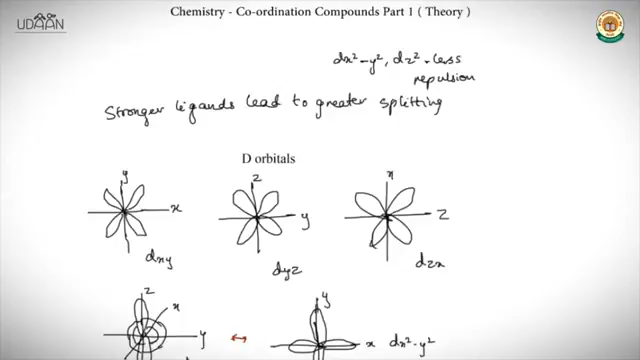 Chemistry - Co-ordination Compounds Part 1 ( Theory )
UDAAN
dx²-y², dz² - less
repulsion
Stronger ligands lead to greater splitting
D orbitals
y
x
dxy
z
y
dyz
x
z
dzx
z
x
y
y
x
dx²-y²